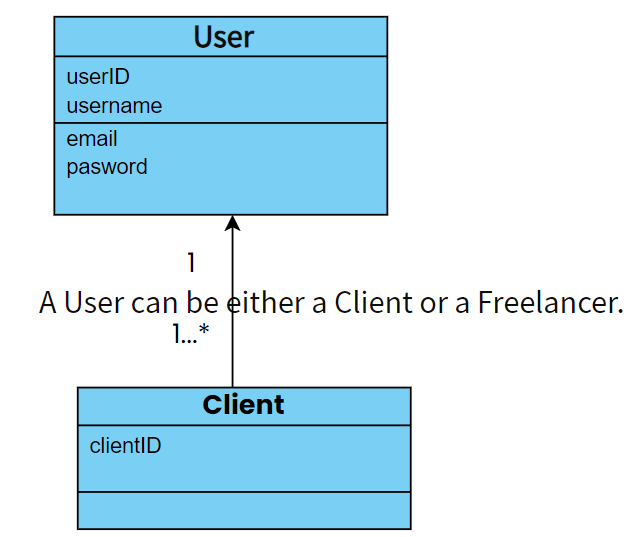 User
userID
username
email
pasword
1
A User can be either a Client or a Freelancer.
1...*
Client
clientID